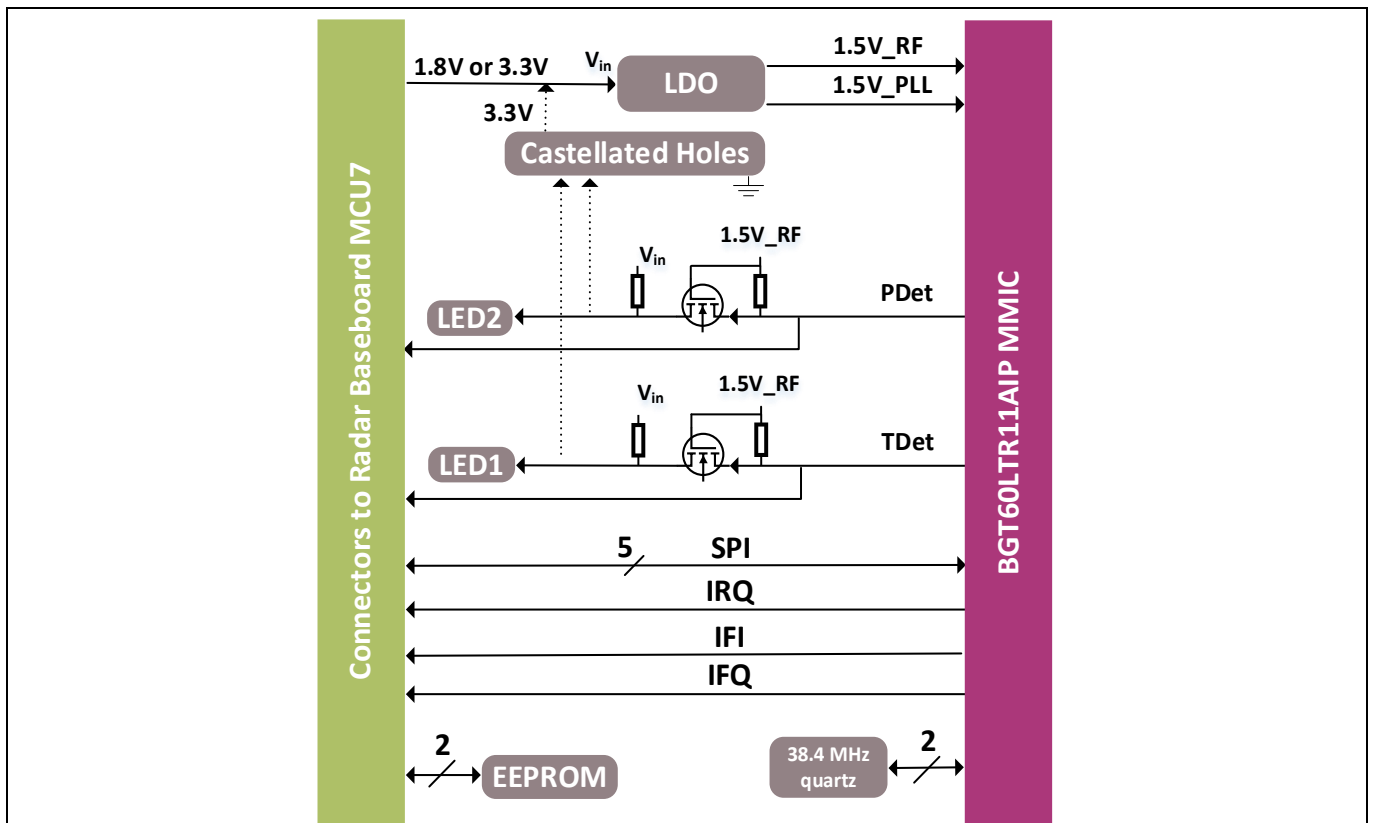 Connectors to Radar Baseboard MCU7
1.8V or 3.3V
Vin
LDO
1.5V_RF
1.5V_PLL
3.3V
Castellated Holes
1.5V_RF
Vin
PDet
LED2
1.5V_RF
Vin
TDet
LED1
5
SPI
IRQ
IFI
IFQ
2
EEPROM
38.4 MHz
quartz
2
BGT60LTR11AIP MMIC